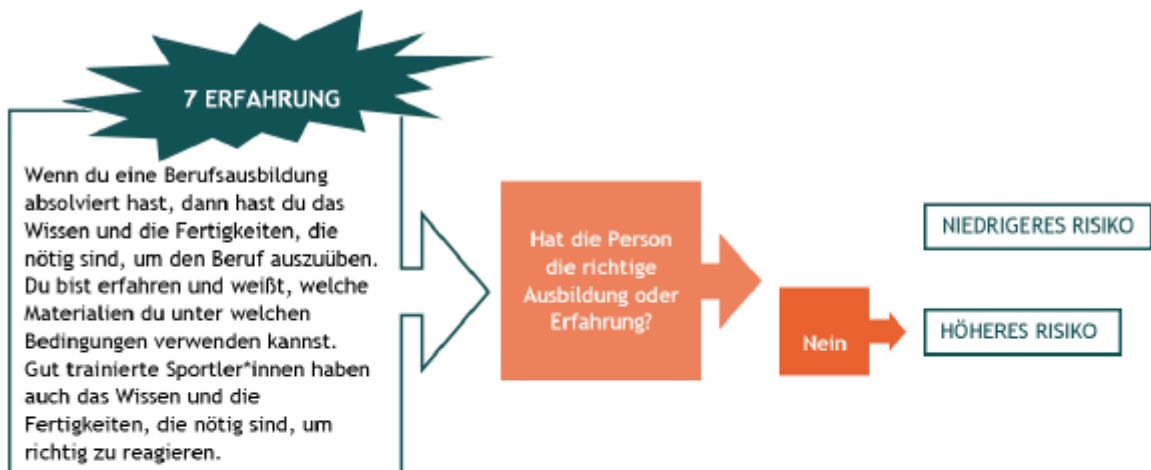 7 ERFAHRUNG
Wenn du eine Berufsausbildung
absolviert hast, dann hast du das
Wissen und die Fertigkeiten, die
nötig sind, um den Beruf auszuüben.
Du bist erfahren und weißt, welche
Materialien du unter welchen
Bedingungen verwenden kannst.
Gut trainierte Sportler*innen haben
auch das Wissen und die
Fertigkeiten, die nötig sind, um
richtig zu reagieren.
Hat die Person
die richtige
Ausbildung oder
Erfahrung?
Nein
NIEDRIGERES RISIKO
HÖHERES RISIKO